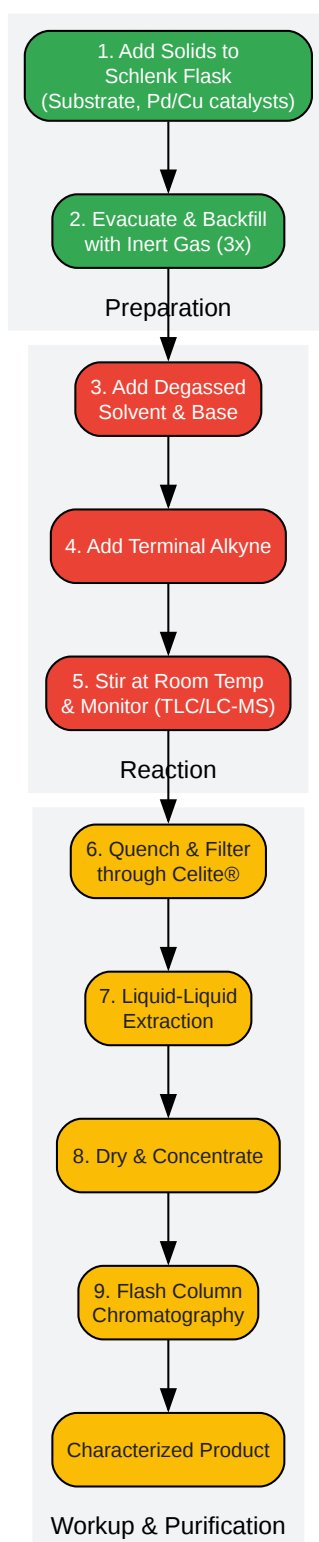 1. Add Solids to
Schlenk Flask
(Substrate, Pd/Cu catalysts)
2. Evacuate & Backfill
with Inert Gas (3x)
Preparation
3. Add Degassed
Solvent & Base
4. Add Terminal Alkyne
5. Stir at Room Temp
& Monitor (TLC/LC-MS)
Reaction
6. Quench & Filter
through Celite®
7. Liquid-Liquid
Extraction
8. Dry & Concentrate
9. Flash Column
Chromatography
Characterized Product
Workup & Purification